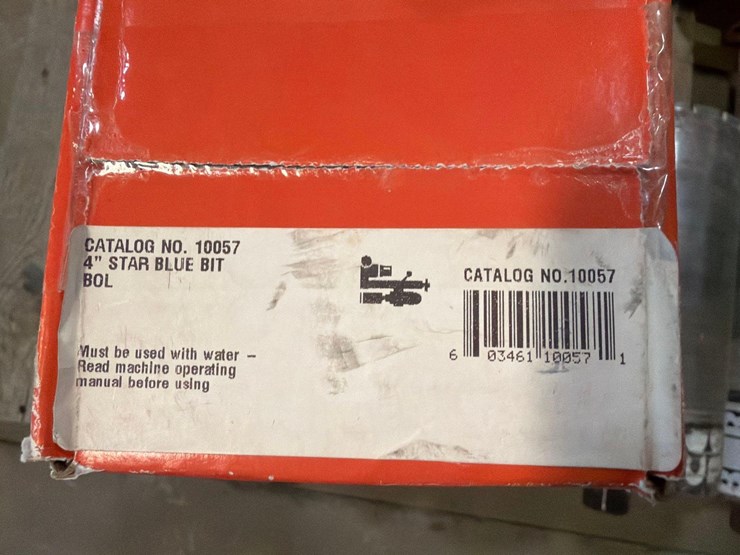 CATALOG NO. 10057
4" STAR BLUE BIT
BOL
Must be used with water –
Read machine operating
manual before using
CATALOG NO.10057
6 03461 10057 1